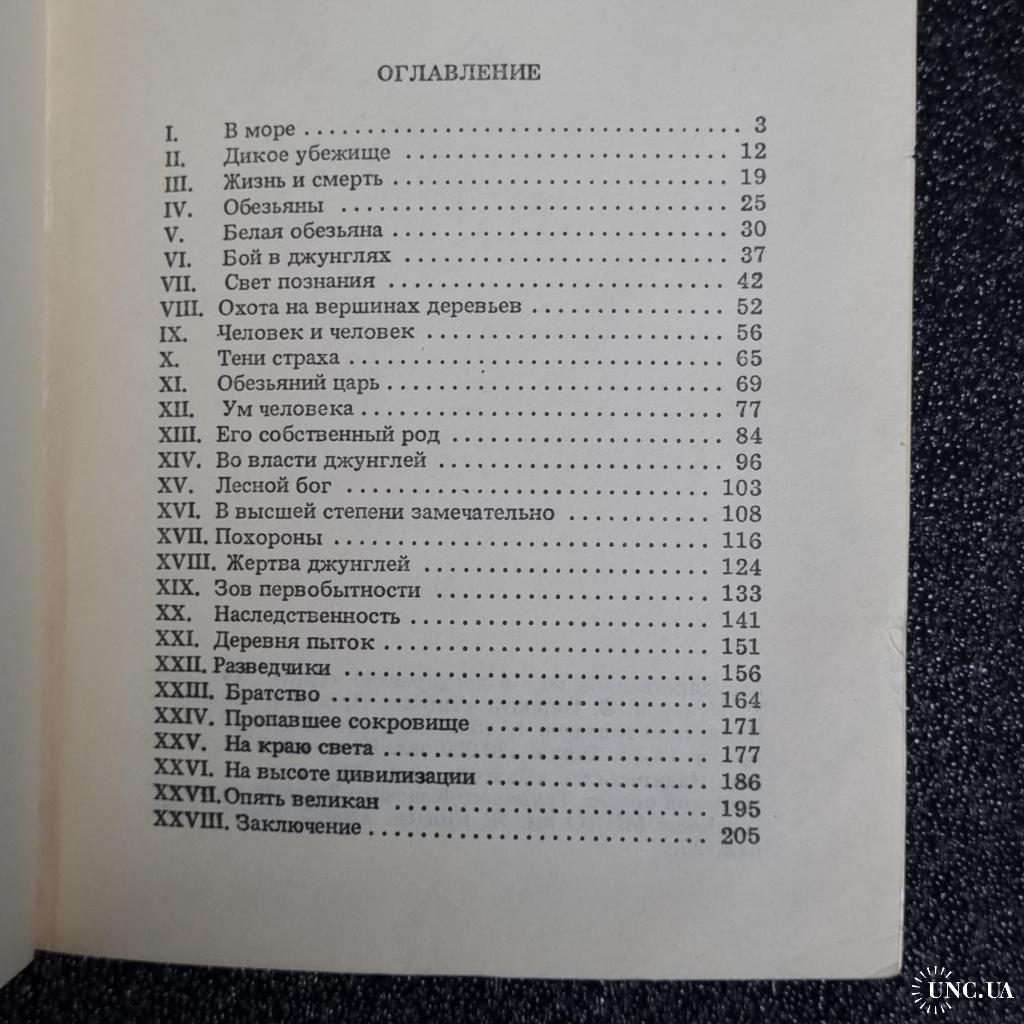 ОГЛАВЛЕНИЕ
I. В море ........ 3
II. Дикое убежище ........ 12
III. Жизнь и смерть ........ 19
IV. Обезьяны ........ 25
V. Белая обезьяна ........ 30
VI. Бой в джунглях ........ 37
VII. Свет познания ........ 42
VIII. Охота на вершинах деревьев ........ 52
IX. Человек и человек ........ 56
X. Тени страха ........ 65
XI. Обезьяний царь ........ 69
XII. Ум человека ........ 77
XIII. Его собственный род ........ 84
XIV. Во власти джунглей ........ 96
XV. Лесной бог ........ 103
XVI. В высшей степени замечательно ........ 108
XVII. Похороны ........ 116
XVIII. Жертва джунглей ........ 124
XIX. Зов первобытности ........ 133
XX. Наследственность ........ 141
XXI. Деревня пыток ........ 151
XXII. Разведчики ........ 156
XXIII. Братство ........ 164
XXIV. Пропавшее сокровище ........ 171
XXV. На краю света ........ 177
XXVI. На высоте цивилизации ........ 186
XXVII. Опять великан ........ 195
XXVIII. Заключение ........ 205
UNC.UA